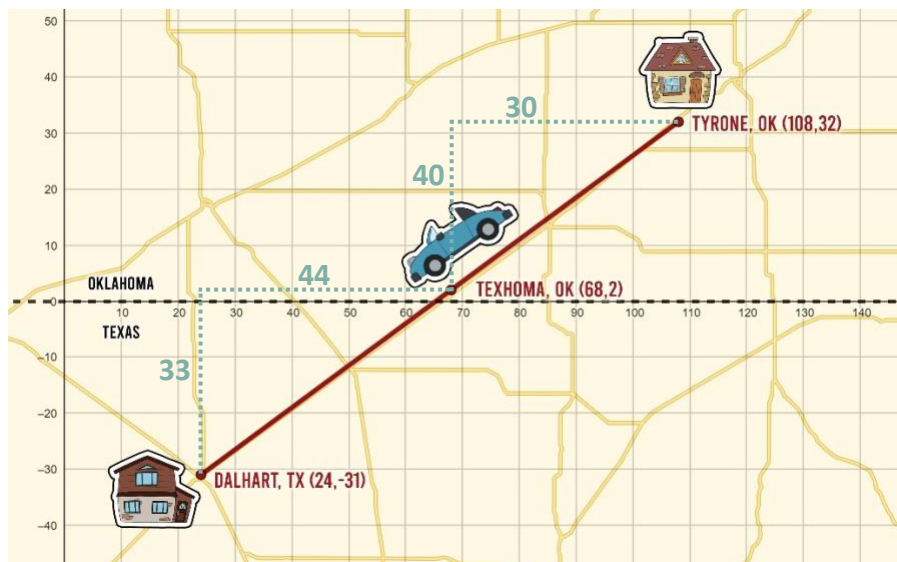 50
40
30
20
10
0
-10
-20
-30
-40
10 20 30 40 50 60 70 80 90 100 110 120 130 140
30
TYRONE, OK (108,32)
40
44
OKLAHOMA
TEXHOMA, OK (68,2)
TEXAS
33
DALHART, TX (24,-31)